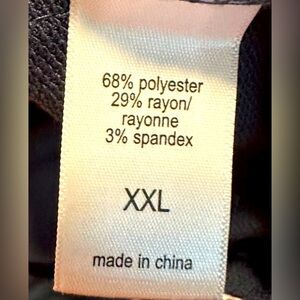 68% polyester
29% rayon/
rayonne
3% spandex
XXL
made in china